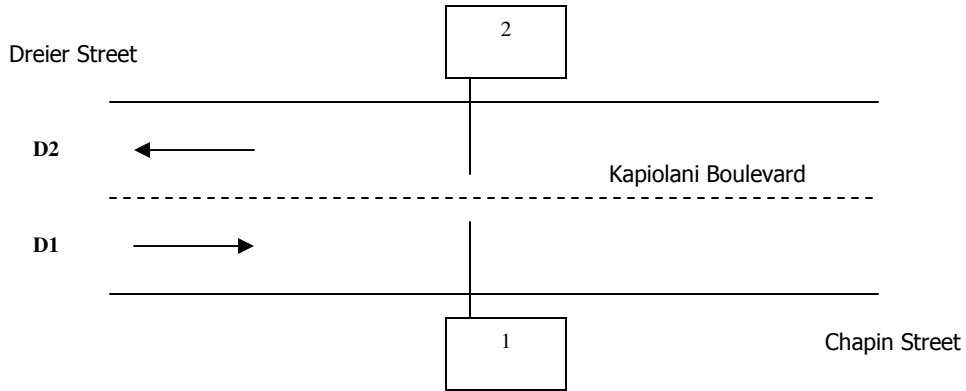 2
Dreier Street
D2
Kapiolani Boulevard
D1
1
Chapin Street